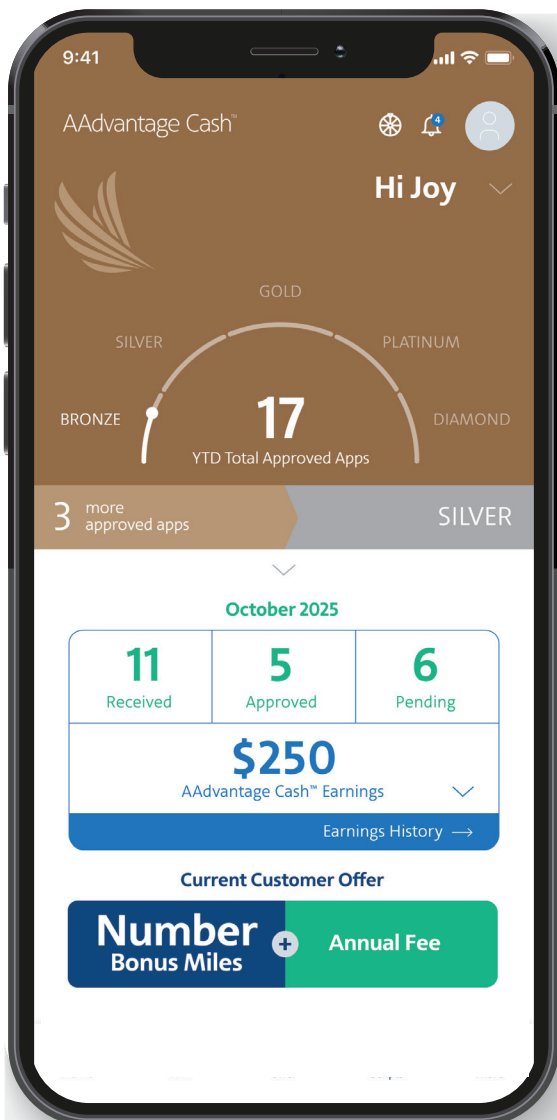 9:41
AAdvantage Cash™
4
Hi Joy
GOLD
SILVER
PLATINUM
BRONZE
DIAMOND
17
YTD Total Approved Apps
3 more approved apps
SILVER
October 2025
11
Received
5
Approved
6
Pending
$250
AAdvantage Cash™ Earnings
Earnings History →
Current Customer Offer
Number
Bonus Miles
+
Annual Fee